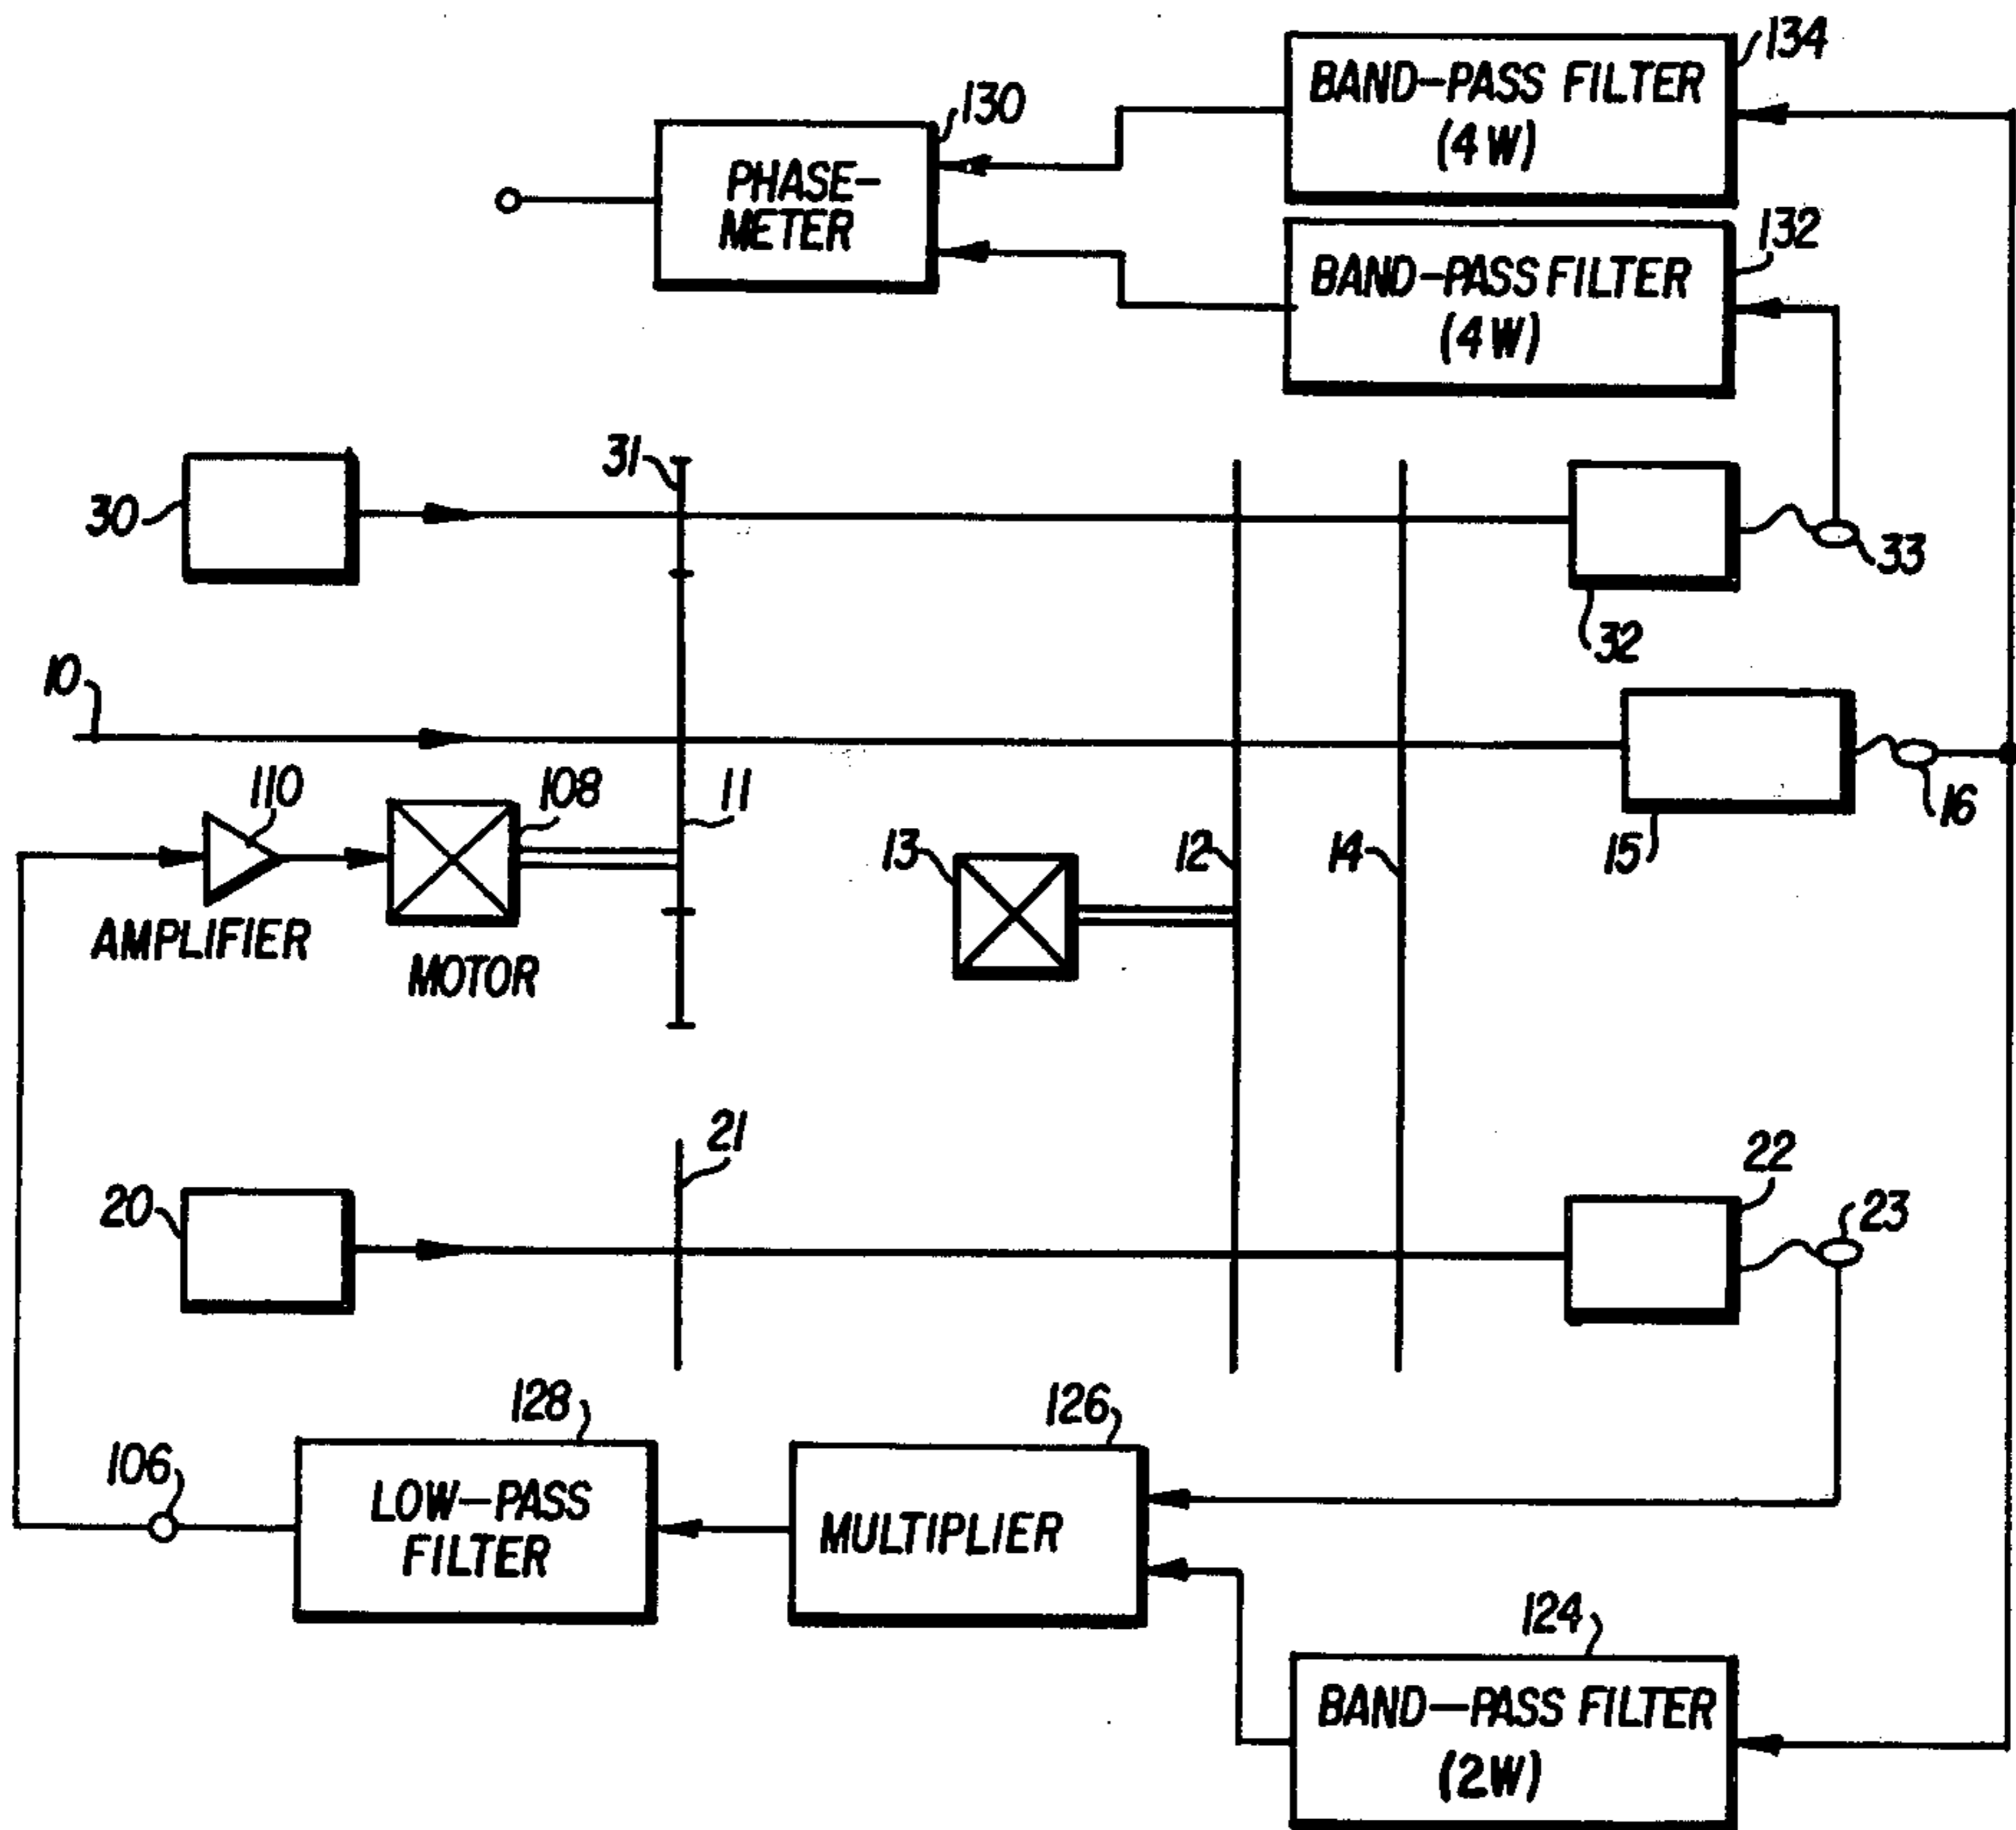 134
BAND-PASS FILTER
(4W)
130
PHASE-
METER
132
BAND-PASS FILTER
(4W)
31
30
33
32
10
110
108
11
16
13
12
14
15
AMPLIFIER
MOTOR
21
22
20
23
128
126
106
LOW-PASS
FILTER
MULTIPLIER
124
BAND-PASS FILTER
(2W)